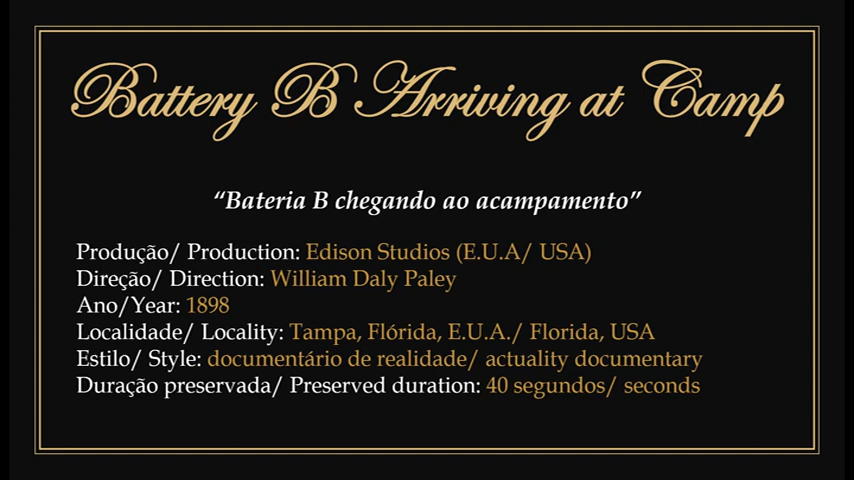 Battery B Arriving at Camp
“Bateria B chegando ao acampamento”
Produção/ Production: Edison Studios (E.U.A/ USA)
Direção/ Direction: William Daly Paley
Ano/Year: 1898
Localidade/ Locality: Tampa, Flórida, E.U.A./ Florida, USA
Estilo/ Style: documentário de realidade/ actuality documentary
Duração preservada/ Preserved duration: 40 segundos/ seconds